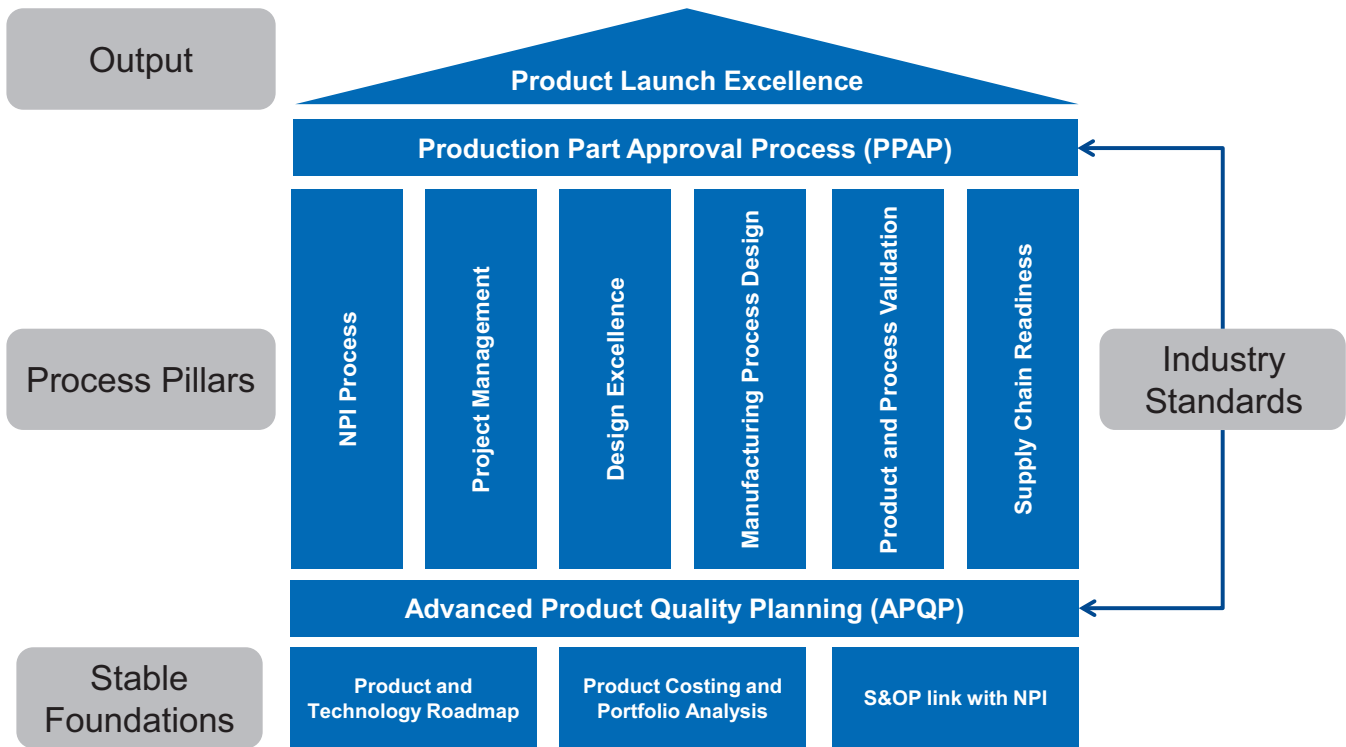 Output
Product Launch Excellence
Production Part Approval Process (PPAP)
Process Pillars
NPI Process
Project Management
Design Excellence
Manufacturing Process Design
Product and Process Validation
Supply Chain Readiness
Industry
Standards
Advanced Product Quality Planning (APQP)
Stable
Foundations
Product and
Technology Roadmap
Product Costing and
Portfolio Analysis
S&OP link with NPI